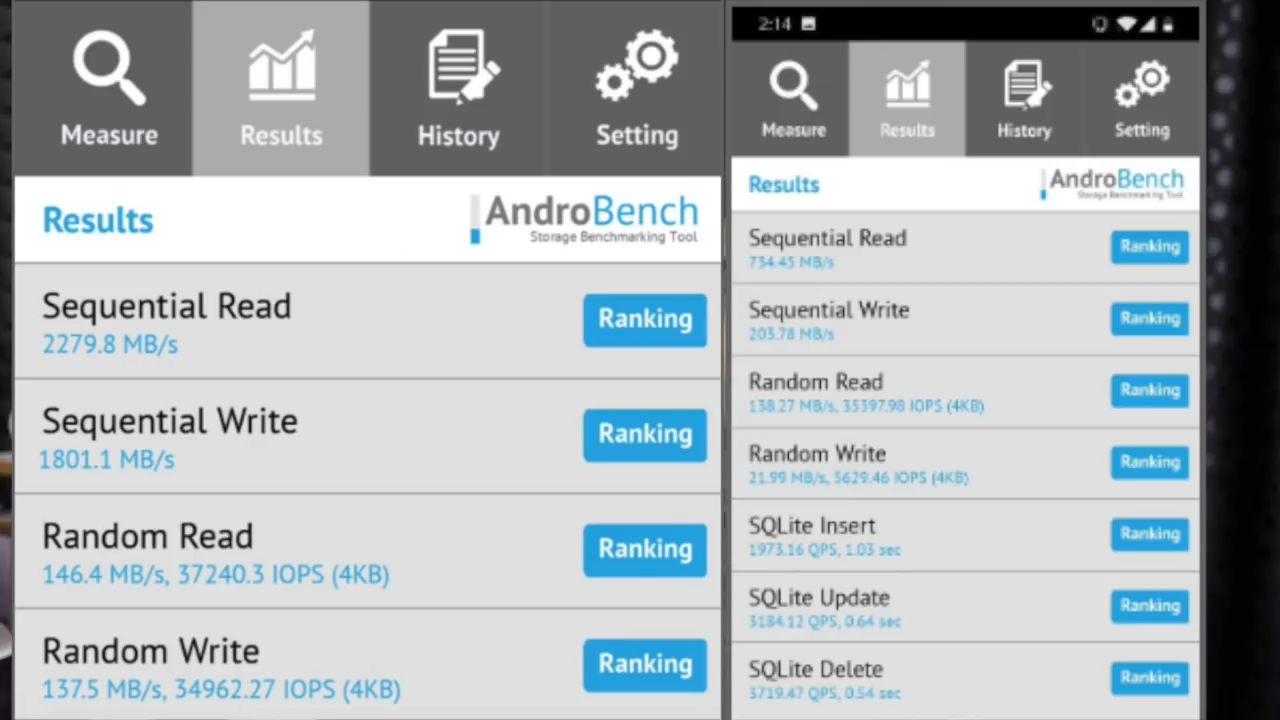 Measure
Results
History
Setting
Results
AndroBench
Storage Benchmarking Tool
Sequential Read
2279.8 MB/s
Ranking
Sequential Write
1801.1 MB/s
Ranking
Random Read
146.4 MB/s, 37240.3 IOPS (4KB)
Ranking
Random Write
137.5 MB/s, 34962.27 IOPS (4KB)
Ranking
2:14
Measure
Results
History
Setting
Results
AndroBench
Storage Benchmarking Tool
Sequential Read
734.45 MB/s
Ranking
Sequential Write
203.78 MB/s
Ranking
Random Read
138.27 MB/s, 35397.98 IOPS (4KB)
Ranking
Random Write
21.99 MB/s, 5629.46 IOPS (4KB)
Ranking
SQLite Insert
1973.16 QPS, 1.03 sec
Ranking
SQLite Update
3184.12 QPS, 0.64 sec
Ranking
SQLite Delete
3719.47 QPS, 0.54 sec
Ranking